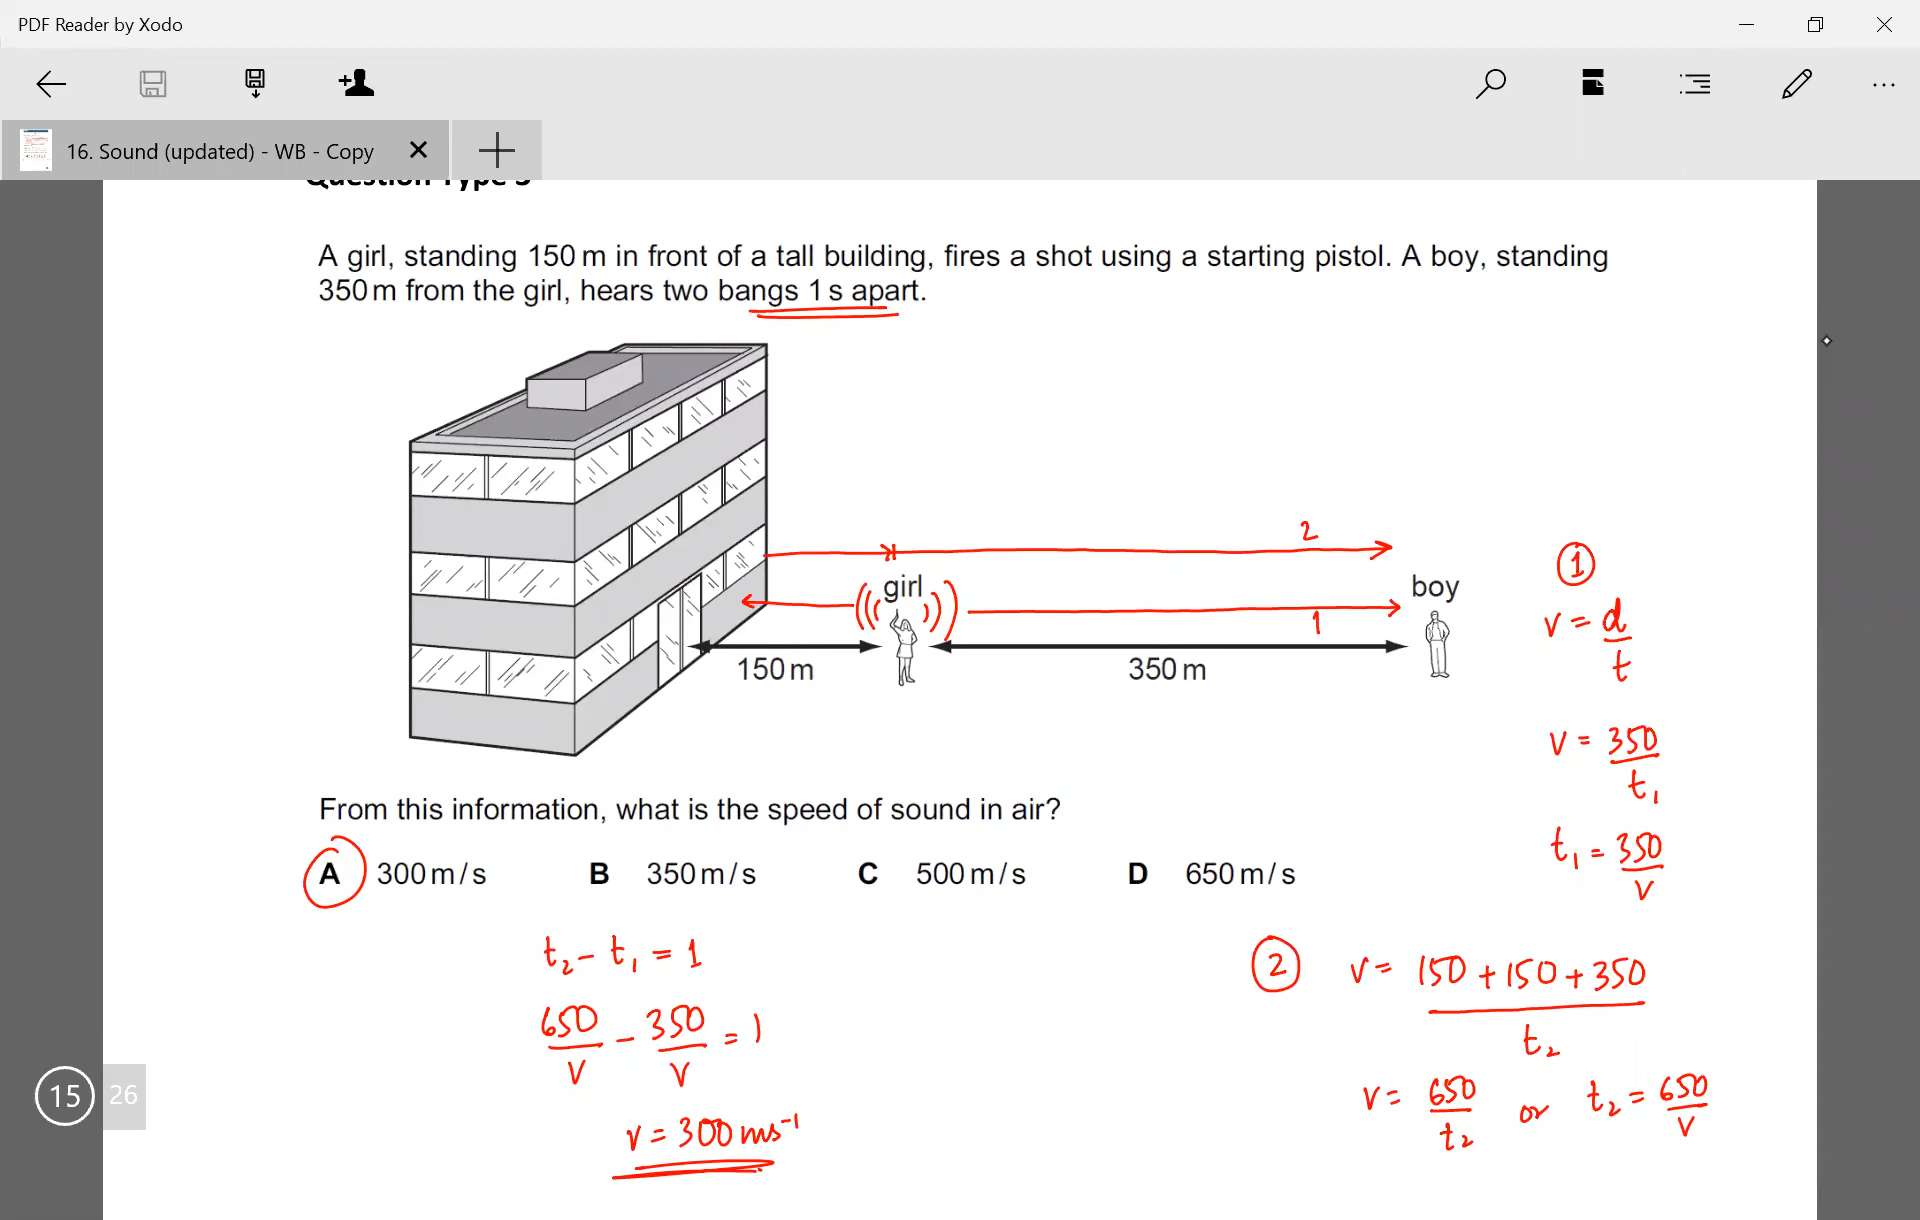 PDF Reader by Xodo
16. Sound (updated) - WB - Copy
Question Type 3
A girl, standing 150 m in front of a tall building, fires a shot using a starting pistol. A boy, standing
350 m from the girl, hears two bangs 1 s apart.
2
1
girl
boy
150 m
350 m
①
v = d/t
v = 350/t₁
t₁ = 350/v
From this information, what is the speed of sound in air?
A 300 m / s B 350 m / s C 500 m / s D 650 m / s
t₂ - t₁ = 1
650/v - 350/v = 1
v = 300 ms⁻¹
② v = 150 + 150 + 350/t₂
v = 650/t₂ or t₂ = 650/v
15 26